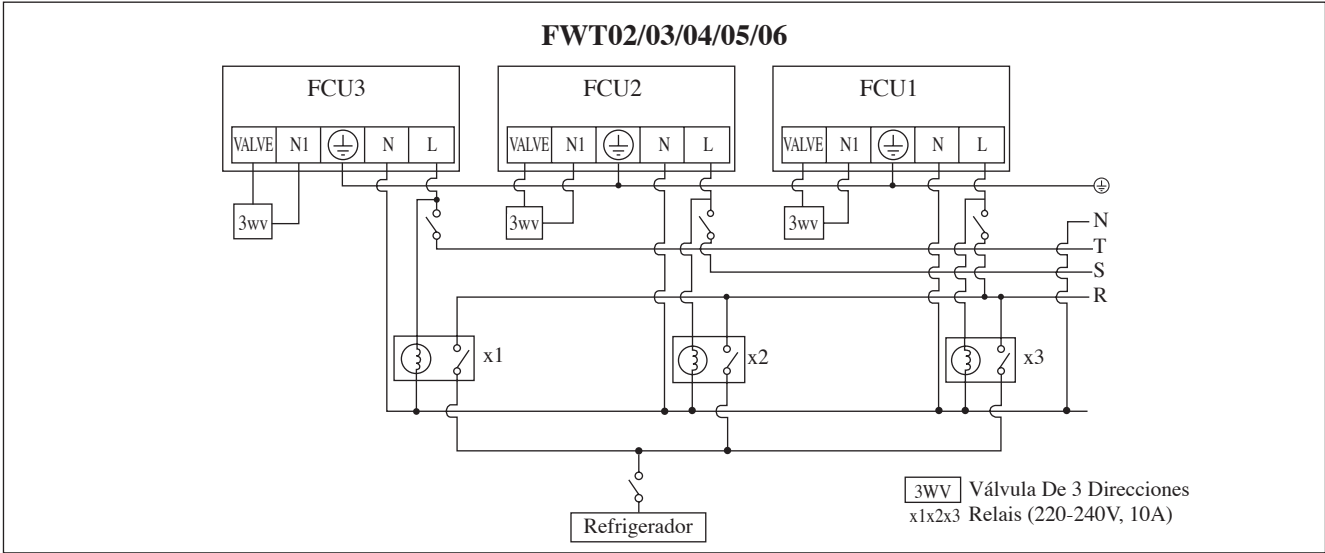 FWT02/03/04/05/06
FCU3
FCU2
FCU1
VALVE N1 N L
VALVE N1 N L
VALVE N1 N L
3wv
3wv
3wv
N
T
S
R
x1
x2
x3
Refrigerador
3WV Válvula De 3 Direcciones
x1x2x3 Relais (220-240V, 10A)